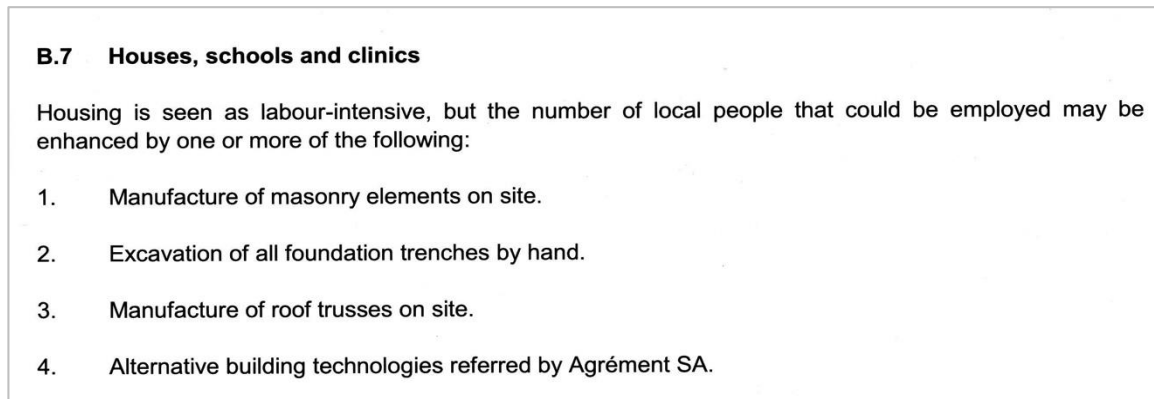 B.7 Houses, schools and clinics
Housing is seen as labour-intensive, but the number of local people that could be employed may be
enhanced by one or more of the following:
1. Manufacture of masonry elements on site.
2. Excavation of all foundation trenches by hand.
3. Manufacture of roof trusses on site.
4. Alternative building technologies referred by Agrément SA.